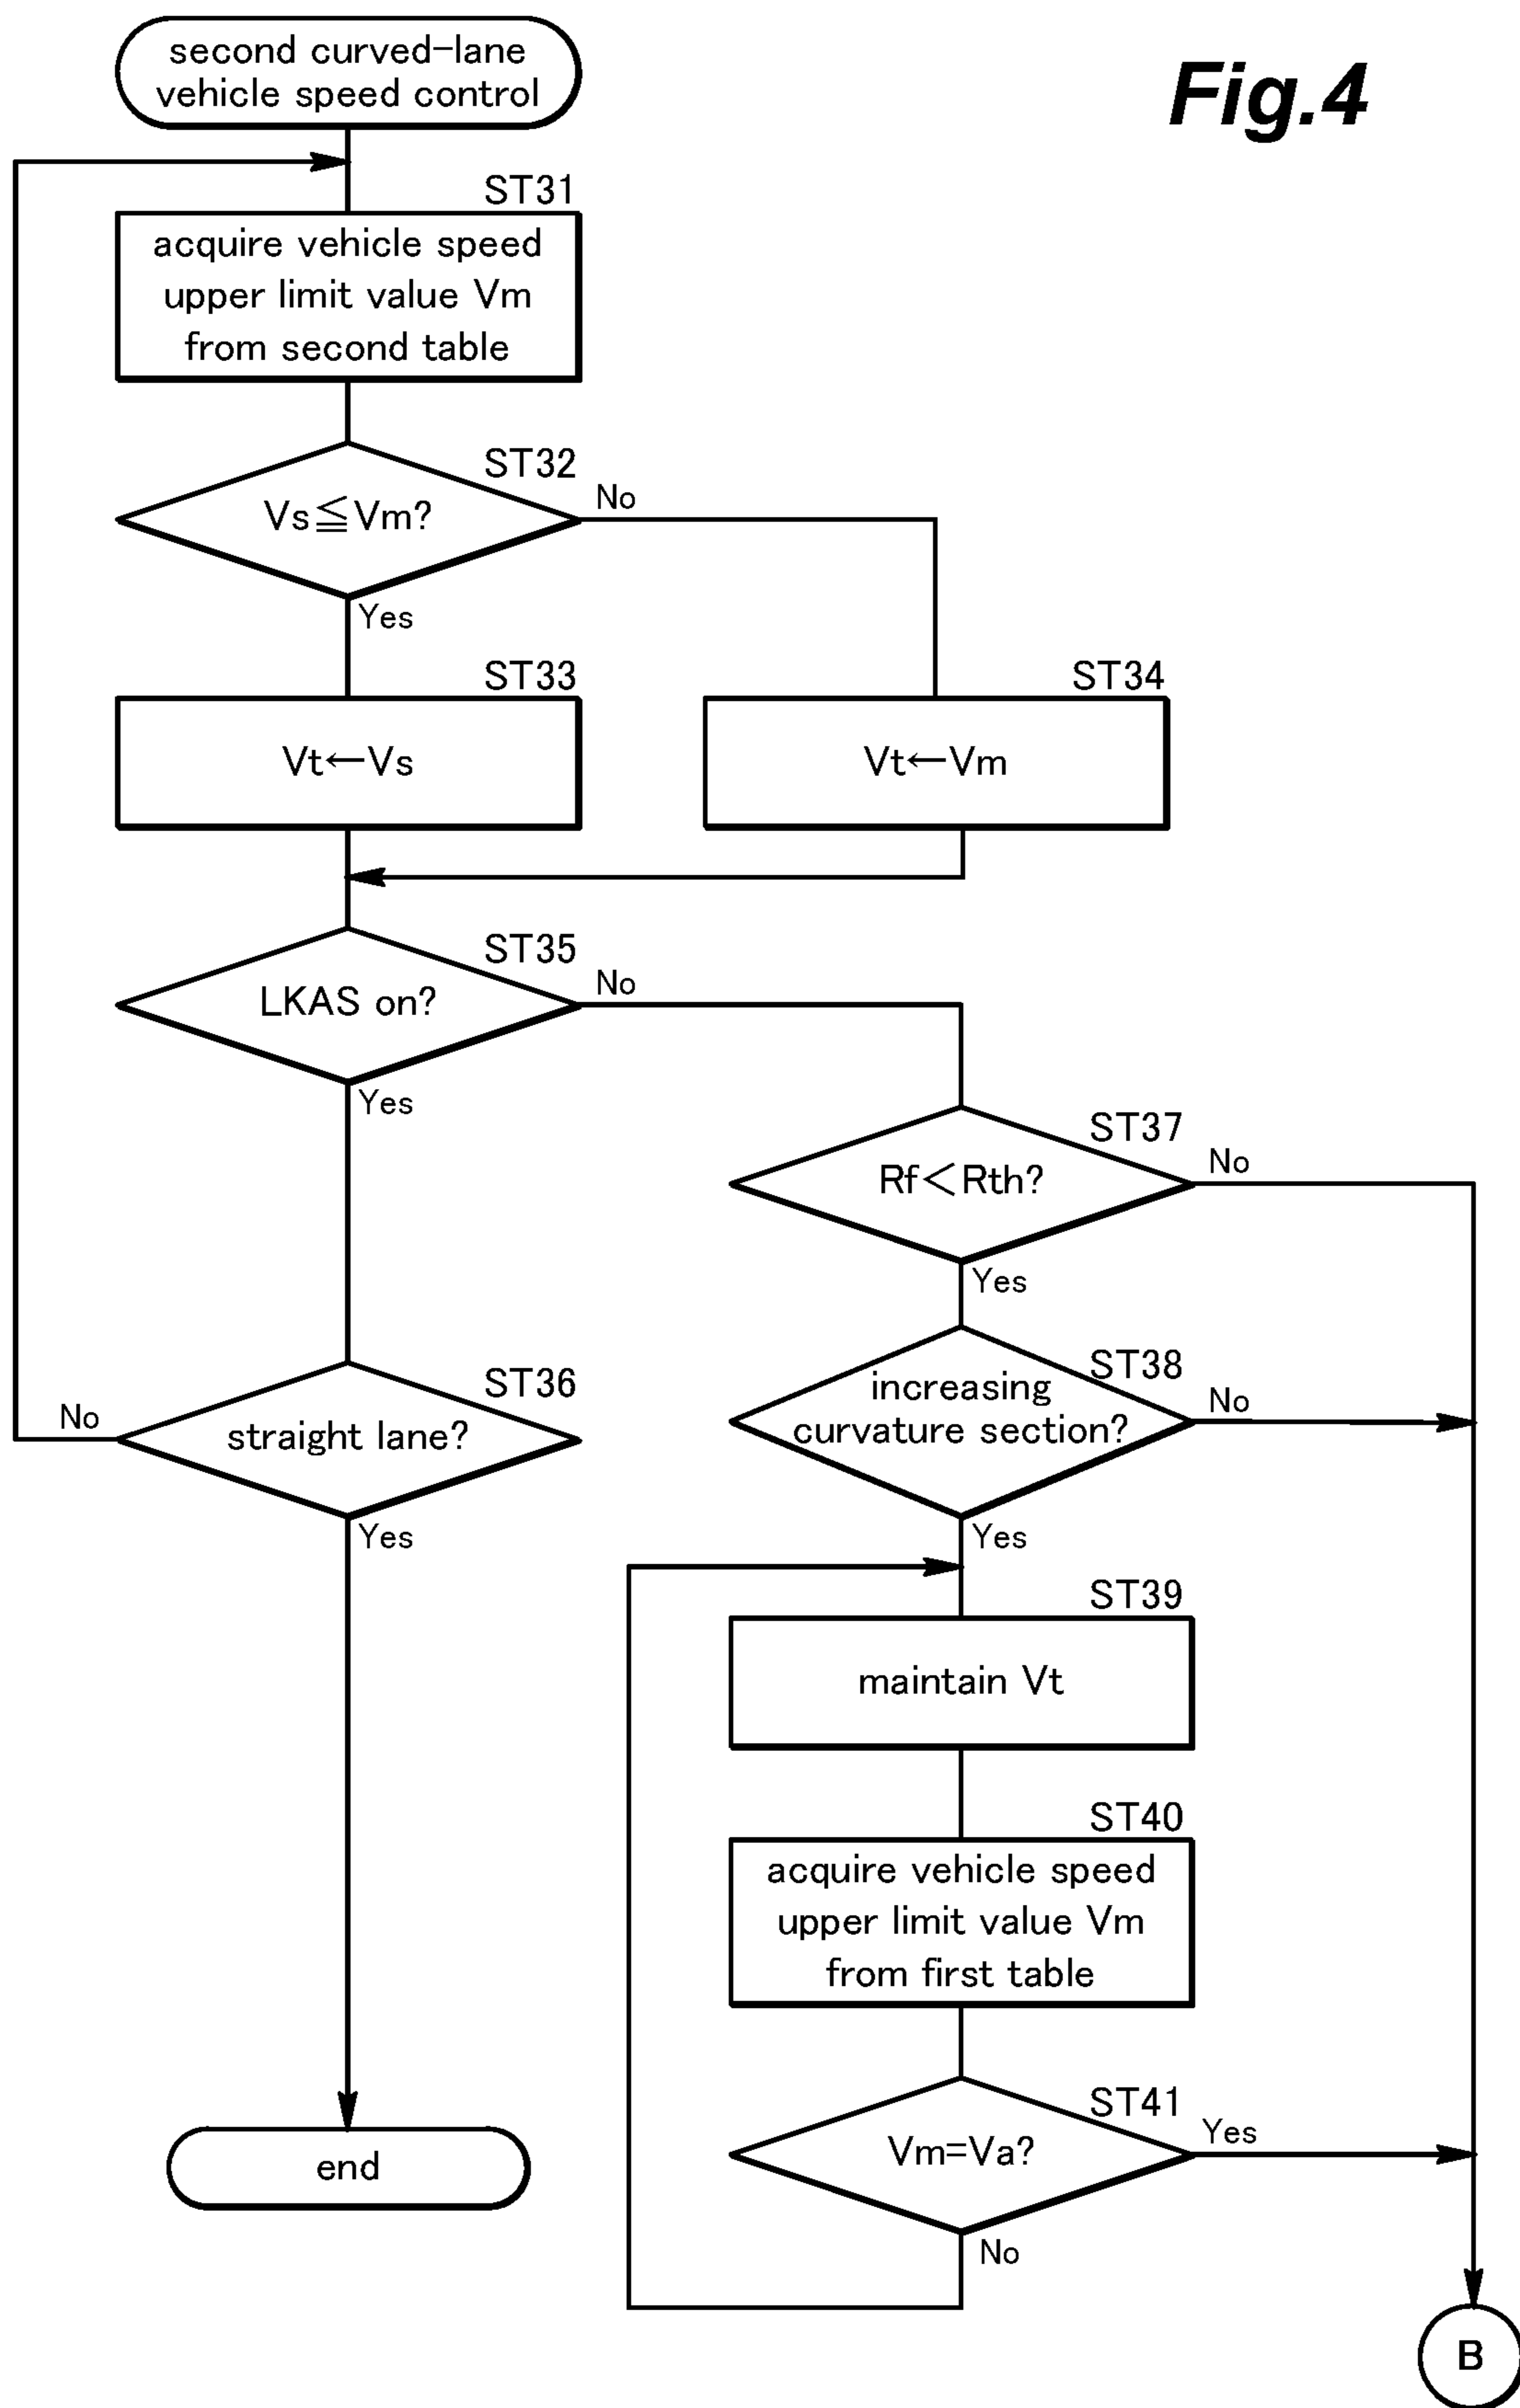 Fig.4
second curved-lane
vehicle speed control
ST31
acquire vehicle speed
upper limit value Vm
from second table
ST32
Vs≦Vm?
No
Yes
ST33
Vt←Vs
ST34
Vt←Vm
ST35
LKAS on?
No
Yes
ST36
straight lane?
No
Yes
end
ST37
Rf<Rth?
No
Yes
ST38
increasing
curvature section?
No
Yes
ST39
maintain Vt
ST40
acquire vehicle speed
upper limit value Vm
from first table
ST41
Vm=Va?
Yes
No
B